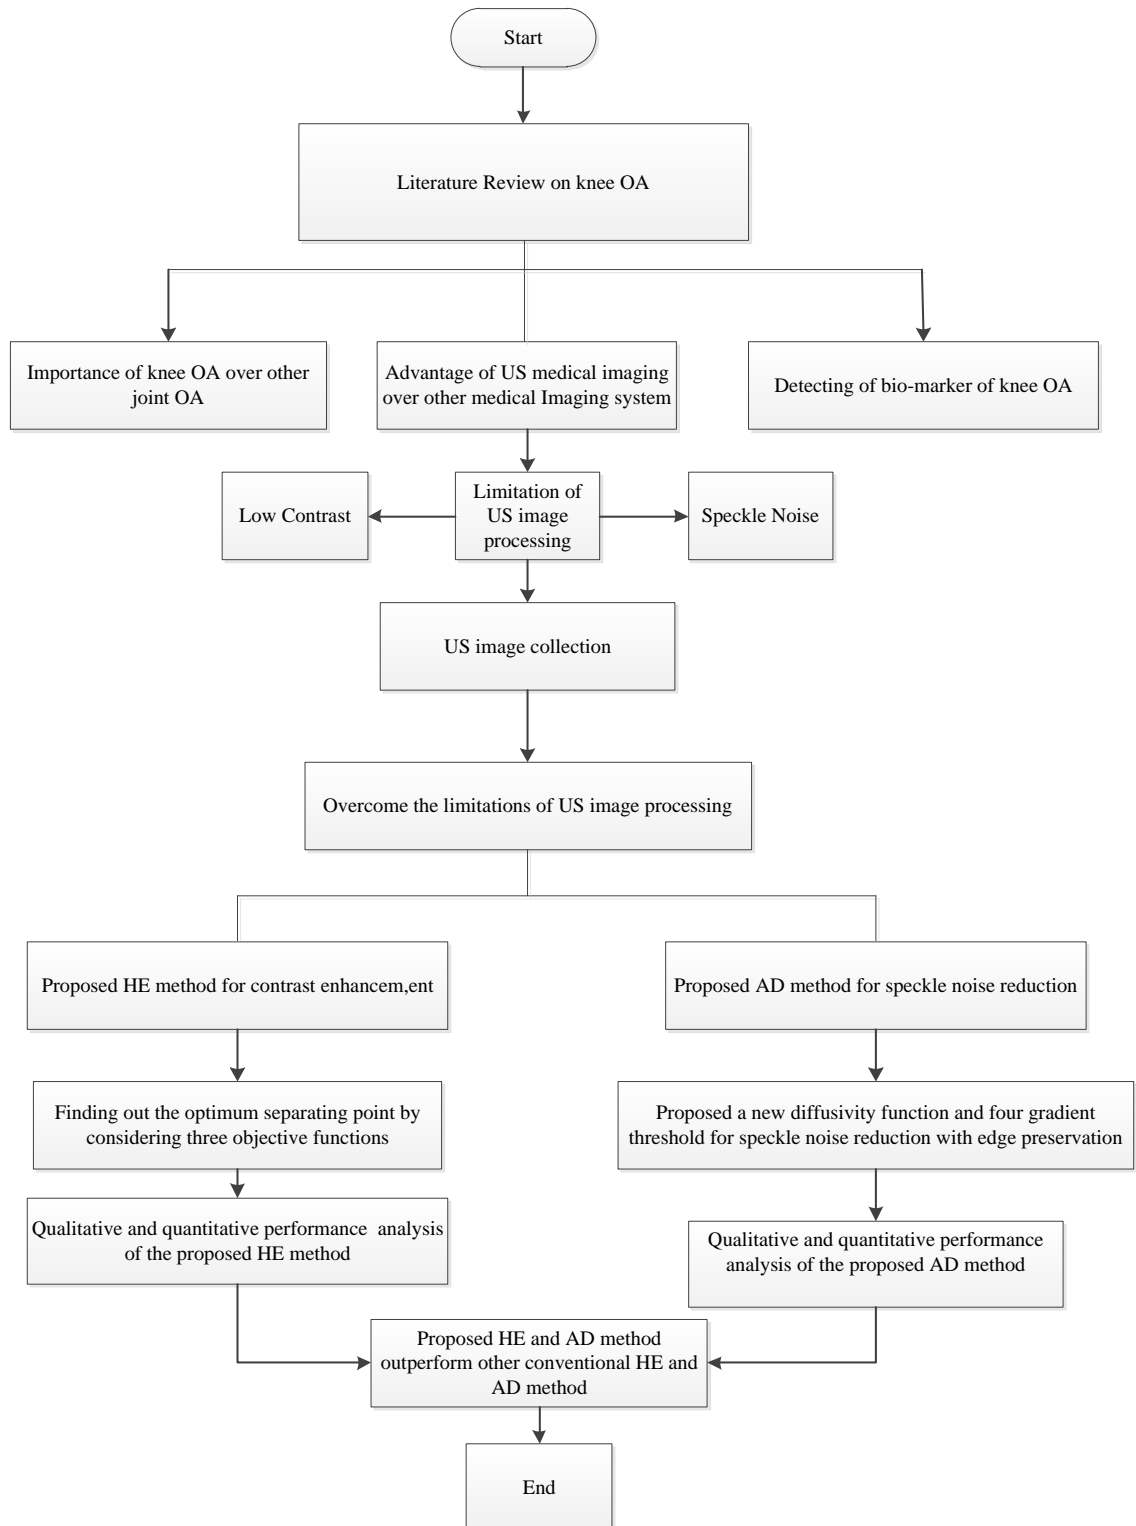 Start
Literature Review on knee OA
Importance of knee OA over other
joint OA
Advantage of US medical imaging
over other medical Imaging system
Detecting of bio-marker of knee OA
Low Contrast
Limitation of
US image
processing
Speckle Noise
US image collection
Overcome the limitations of US image processing
Proposed HE method for contrast enhancem,ent
Proposed AD method for speckle noise reduction
Finding out the optimum separating point by
considering three objective functions
Proposed a new diffusivity function and four gradient
threshold for speckle noise reduction with edge preservation
Qualitative and quantitative performance analysis
of the proposed HE method
Qualitative and quantitative performance
analysis of the proposed AD method
Proposed HE and AD method
outperform other conventional HE and
AD method
End